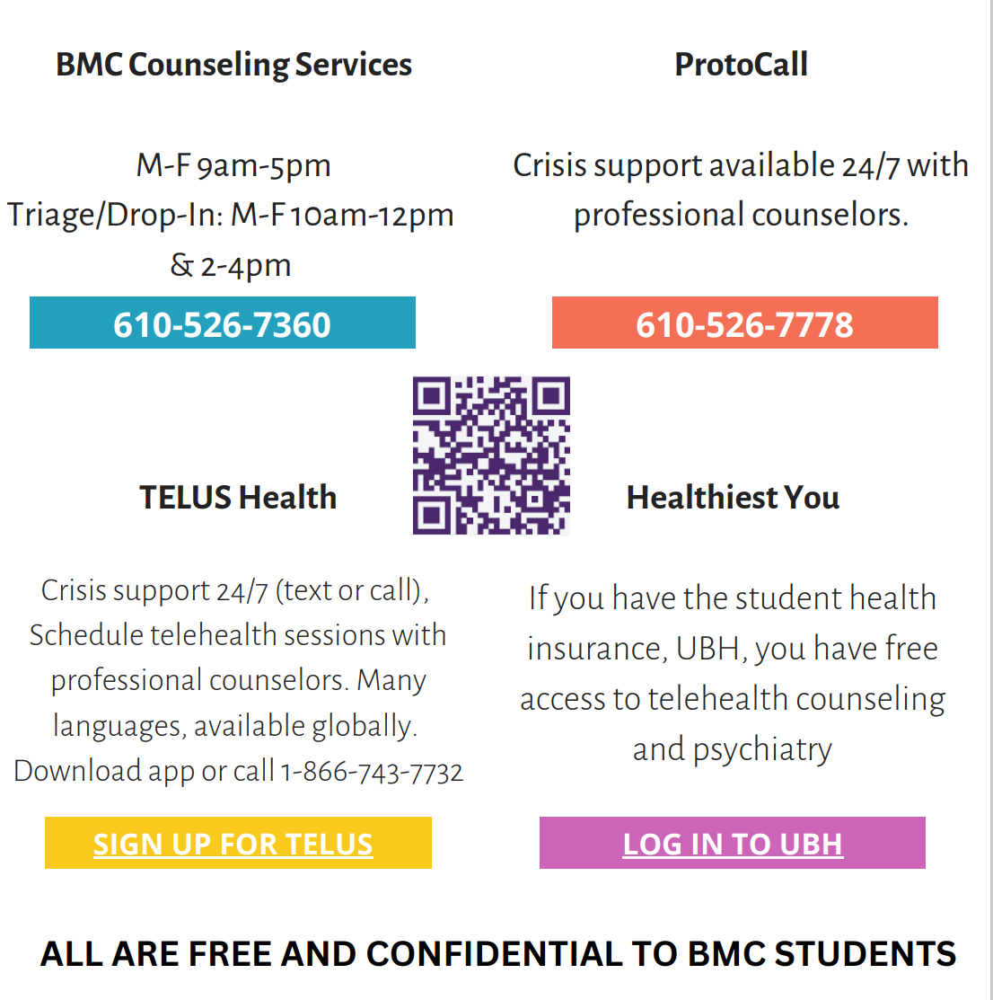 BMC Counseling Services
M-F 9am-5pm
Triage/Drop-In: M-F 10am-12pm
& 2-4pm
610-526-7360
ProtoCall
Crisis support available 24/7 with
professional counselors.
610-526-7778
TELUS Health
Crisis support 24/7 (text or call),
Schedule telehealth sessions with
professional counselors. Many
languages, available globally.
Download app or call 1-866-743-7732
SIGN UP FOR TELUS
Healthiest You
If you have the student health
insurance, UBH, you have free
access to telehealth counseling
and psychiatry
LOG IN TO UBH
ALL ARE FREE AND CONFIDENTIAL TO BMC STUDENTS